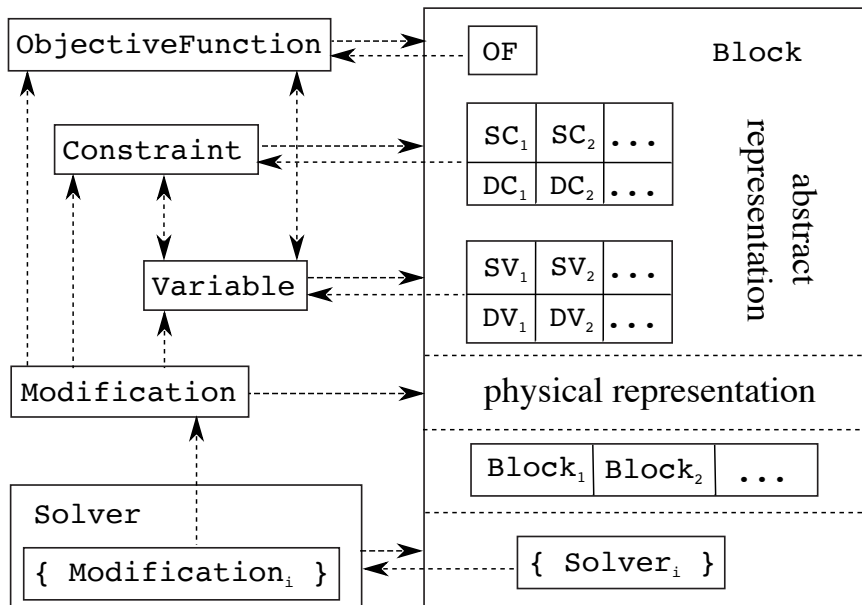 ObjectiveFunction
OF
Block
Constraint
SC₁ SC₂ ...
DC₁ DC₂ ...
abstract
representation
Variable
SV₁ SV₂ ...
DV₁ DV₂ ...
Modification
physical representation
Block₁ Block₂ ...
Solver
{ Modificationᵢ }
{ Solverᵢ }